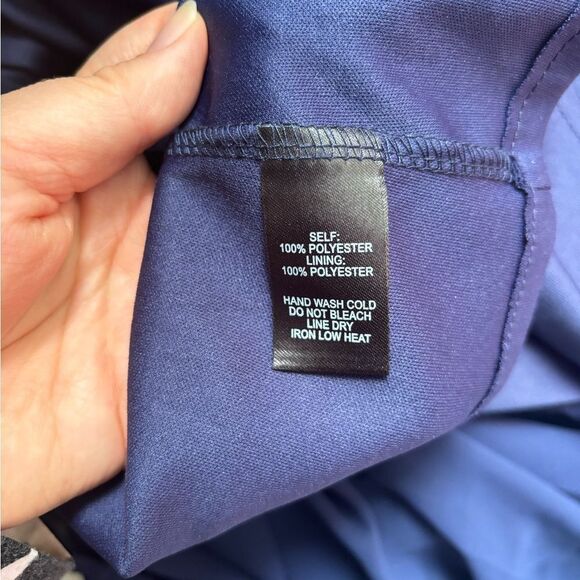 SELF:
100% POLYESTER
LINING:
100% POLYESTER
HAND WASH COLD
DO NOT BLEACH
LINE DRY
IRON LOW HEAT